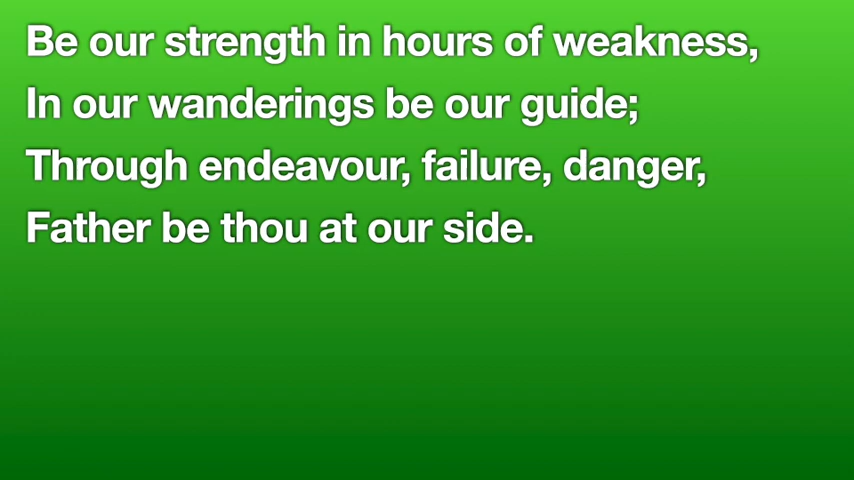 Be our strength in hours of weakness,
In our wanderings be our guide;
Through endeavour, failure, danger,
Father be thou at our side.